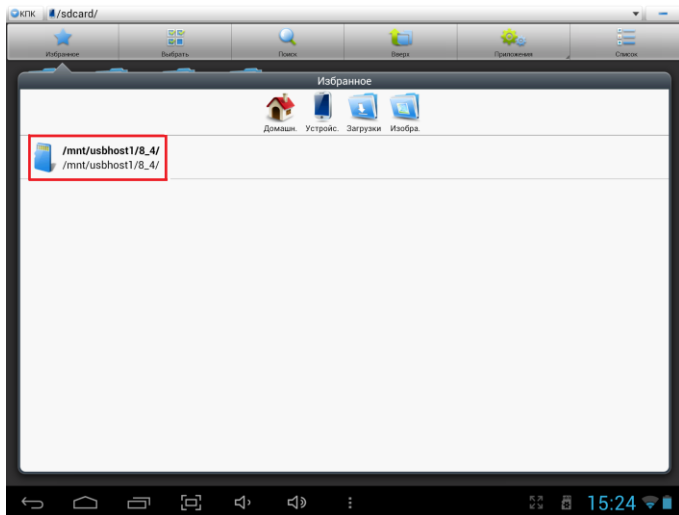 КПК /sdcard/
Избранное Выбрать Поиск Вверх Приложения Список
Избранное
Домашн. Устройс. Загрузки Изобра.
/mnt/usbhost1/8_4/
/mnt/usbhost1/8_4/
15:24